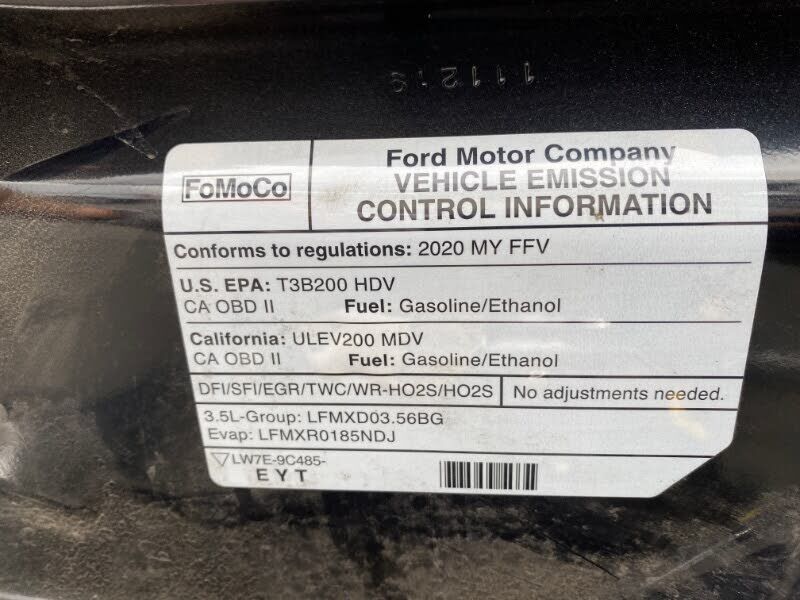 FoMoCo
Ford Motor Company
VEHICLE EMISSION
CONTROL INFORMATION
Conforms to regulations: 2020 MY FFV
U.S. EPA: T3B200 HDV
CA OBD II Fuel: Gasoline/Ethanol
California: ULEV200 MDV
CA OBD II Fuel: Gasoline/Ethanol
DFI/SFI/EGR/TWC/WR-HO2S/HO2S No adjustments needed.
3.5L-Group: LFMXD03.56BG
Evap: LFMXR0185NDJ
LW7E-9C485-
EYT